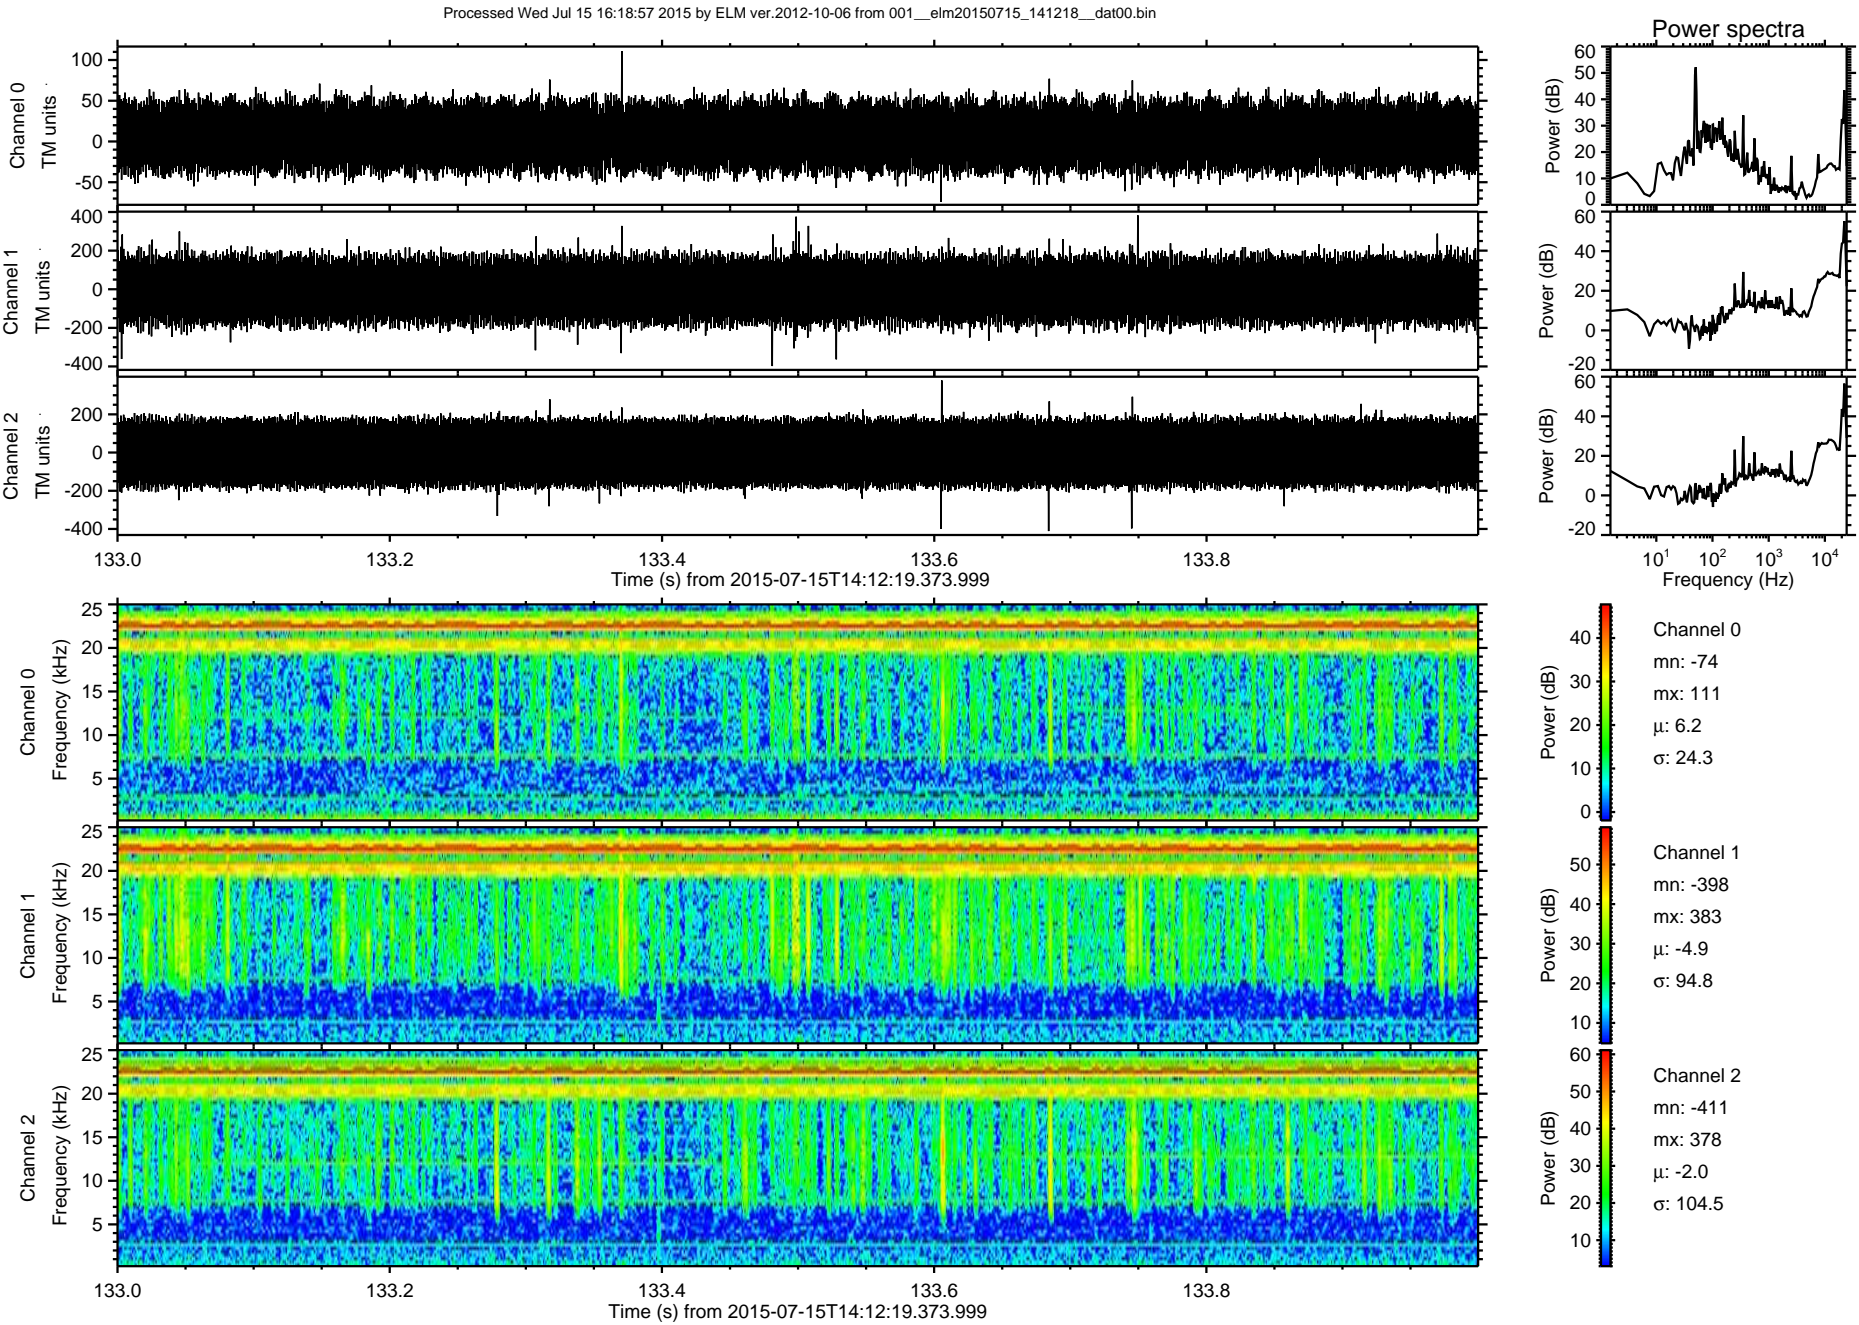 Processed Wed Jul 15 16:18:57 2015 by ELM ver.2012-10-06 from 001__elm20150715_141218__dat00.bin
Power spectra
Channel 0
TM units
100
50
0
-50
Power (dB)
60
50
40
30
20
10
0
Channel 1
TM units
400
200
0
-200
-400
Power (dB)
60
40
20
0
-20
Channel 2
TM units
200
0
-200
-400
Power (dB)
60
40
20
0
-20
133.0
133.2
133.4
133.6
133.8
Time (s) from 2015-07-15T14:12:19.373.999
10^1
10^2
10^3
10^4
Frequency (Hz)
Channel 0
Frequency (kHz)
25
20
15
10
5
Power (dB)
40
30
20
10
0
Channel 0
mn: -74
mx: 111
μ: 6.2
σ: 24.3
Channel 1
Frequency (kHz)
25
20
15
10
5
Power (dB)
50
40
30
20
10
Channel 1
mn: -398
mx: 383
μ: -4.9
σ: 94.8
Channel 2
Frequency (kHz)
25
20
15
10
5
Power (dB)
60
50
40
30
20
10
Channel 2
mn: -411
mx: 378
μ: -2.0
σ: 104.5
133.0
133.2
133.4
133.6
133.8
Time (s) from 2015-07-15T14:12:19.373.999